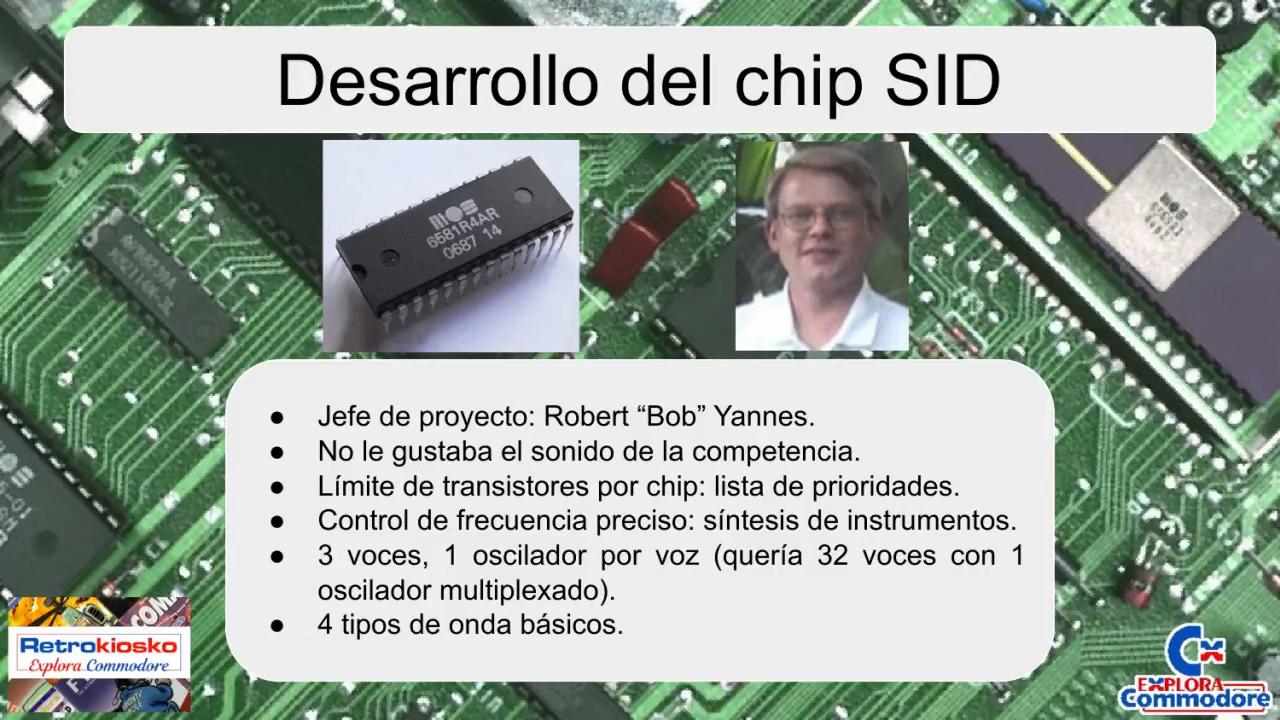 Desarrollo del chip SID
MOS
6581R4AR
0687 14
● Jefe de proyecto: Robert “Bob” Yannes.
● No le gustaba el sonido de la competencia.
● Límite de transistores por chip: lista de prioridades.
● Control de frecuencia preciso: síntesis de instrumentos.
● 3 voces, 1 oscilador por voz (quería 32 voces con 1
oscilador multiplexado).
● 4 tipos de onda básicos.
Retrokiosko
Explora Commodore
EXPLORA
Commodore